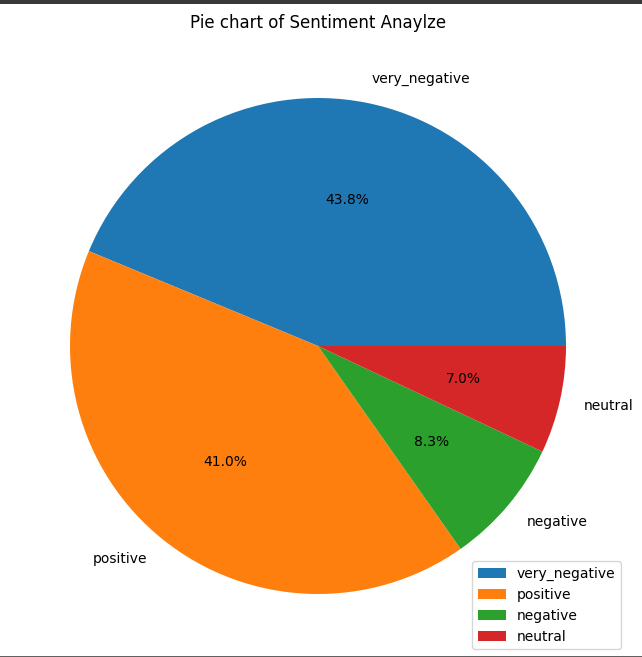 Pie chart of Sentiment Anaylze
very_negative
43.8%
7.0%
neutral
8.3%
41.0%
negative
positive
very_negative
positive
negative
neutral